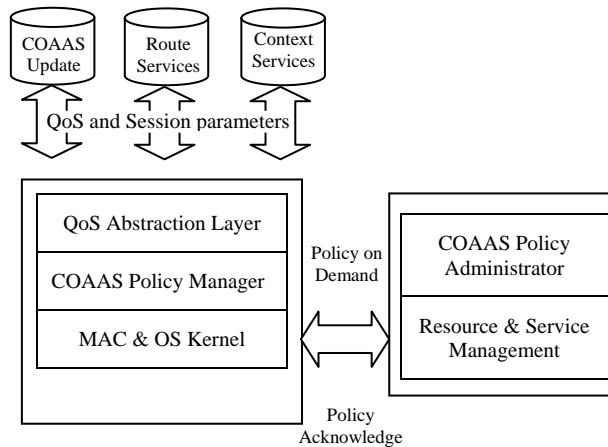 COAAS
Update
Route
Services
Context
Services
QoS and Session parameters
QoS Abstraction Layer
COAAS Policy Manager
MAC & OS Kernel
Policy on
Demand
Policy
Acknowledge
COAAS Policy
Administrator
Resource & Service
Management